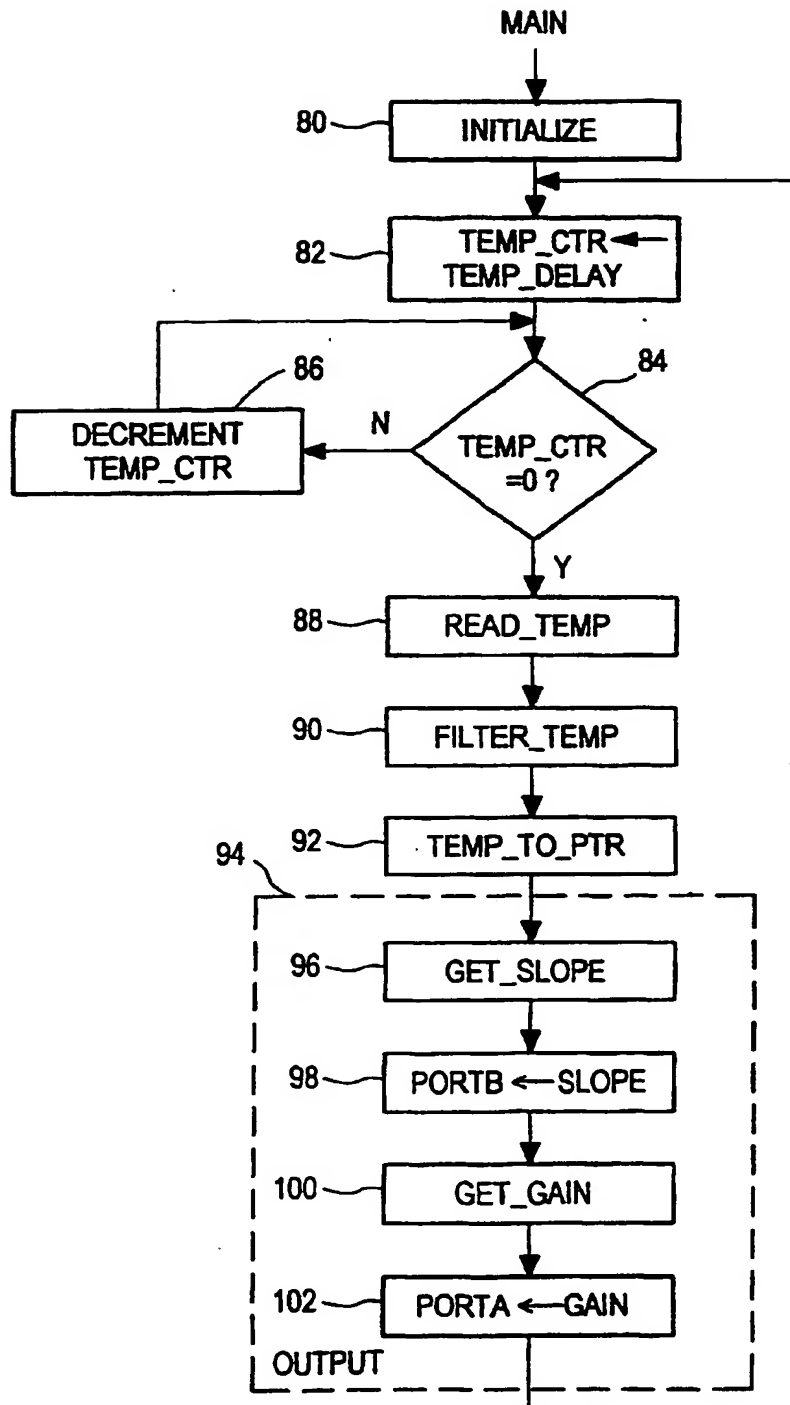 MAIN
80 INITIALIZE
82 TEMP_CTR ←
TEMP_DELAY
84
86
DECREMENT
TEMP_CTR
N
TEMP_CTR
=0 ?
Y
88 READ_TEMP
90 FILTER_TEMP
92 TEMP_TO_PTR
94
96 GET_SLOPE
98 PORTB ← SLOPE
100 GET_GAIN
102 PORTA ← GAIN
OUTPUT